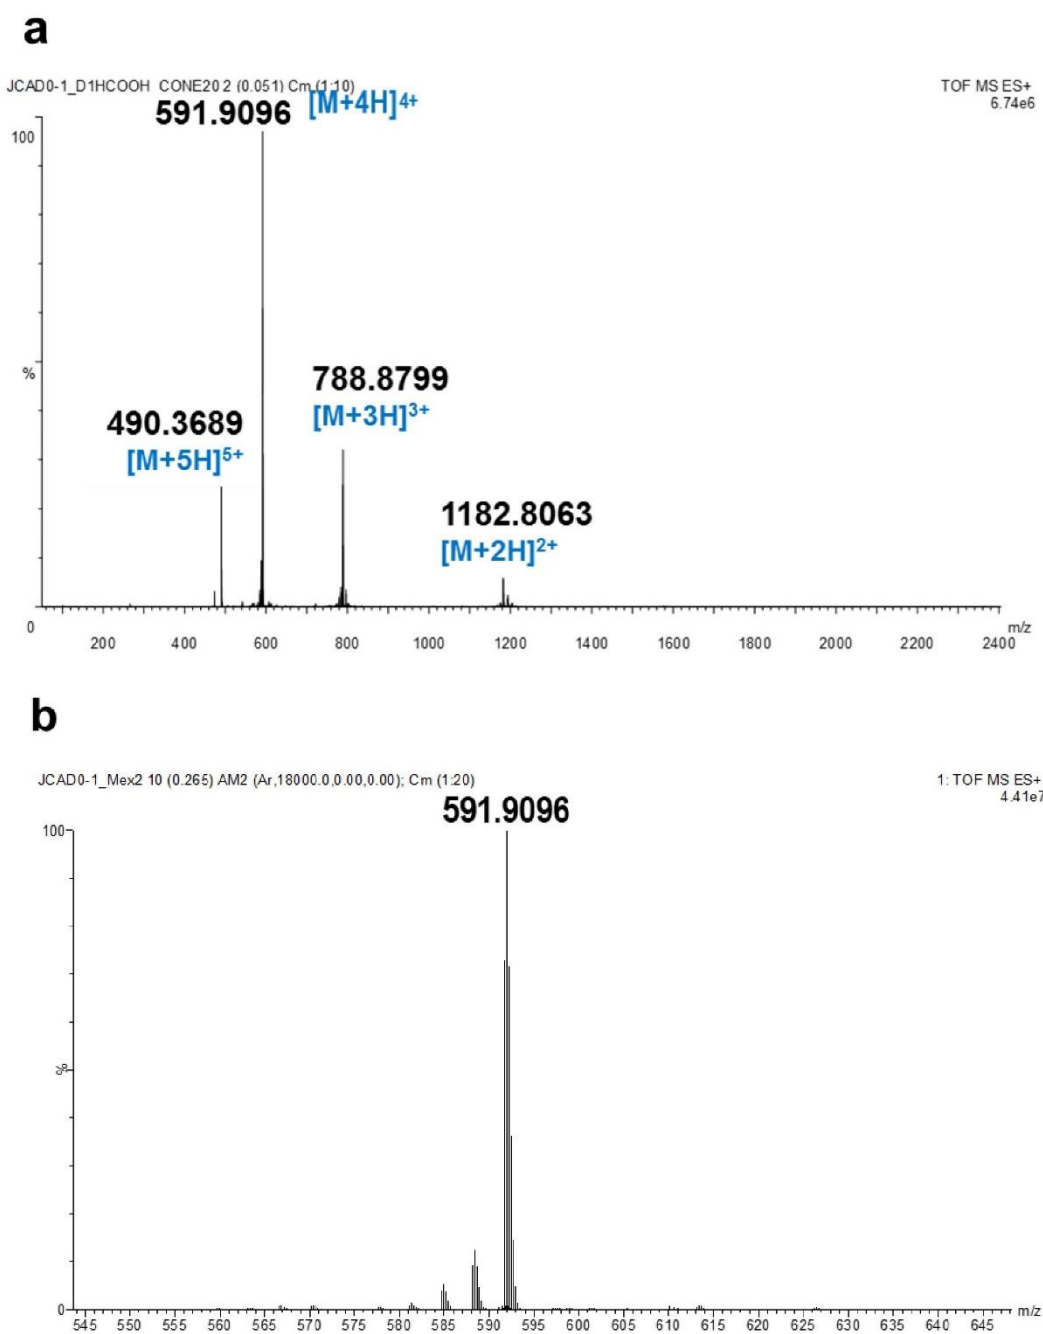 a
JCAD0-1_D1HCOOH CONE20 2 (0.051) Cm (1:10)
TOF MS ES+
6.74e6
591.9096 [M+4H]4+
100
788.8799
[M+3H]3+
%
490.3689
[M+5H]5+
1182.8063
[M+2H]2+
0
m/z
200 400 600 800 1000 1200 1400 1600 1800 2000 2200 2400
b
JCAD0-1_Mex2 10 (0.265) AM2 (Ar,18000.0,0.00,0.00); Cm (1:20)
1: TOF MS ES+
4.41e7
591.9096
100
%
0
m/z
545 550 555 560 565 570 575 580 585 590 595 600 605 610 615 620 625 630 635 640 645